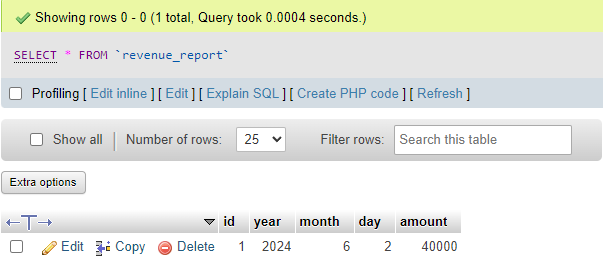 Showing rows 0 - 0 (1 total, Query took 0.0004 seconds.)
SELECT * FROM `revenue_report`
Profiling [ Edit inline ] [ Edit ] [ Explain SQL ] [ Create PHP code ] [ Refresh ]
Show all Number of rows: 25 Filter rows: Search this table
Extra options
←T→ id year month day amount
Edit Copy Delete 1 2024 6 2 40000